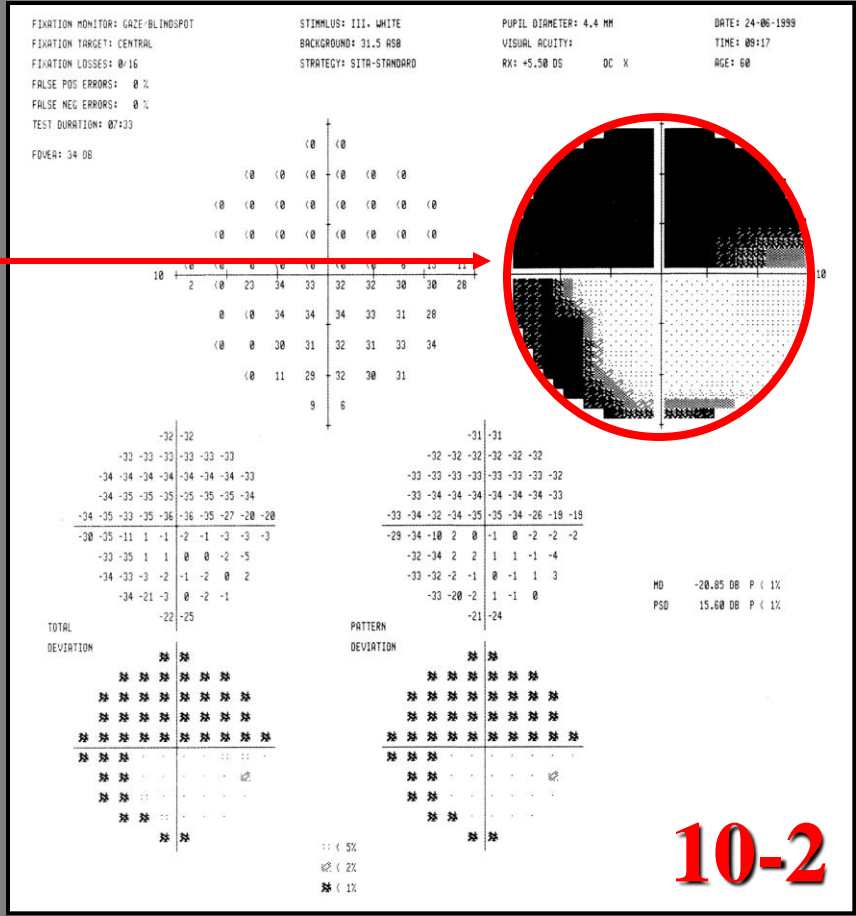 FIXATION MONITOR: GAZE/BLINDSPOT STIMMLUS: III. WHITE PUPIL DIAMETER: 4.4 MM DATE: 24-06-1999
FIXATION TARGET: CENTRAL BACKGROUND: 31.5 ASB VISUAL ACUITY: TIME: 09:17
FIXATION LOSSES: 0/16 STRATEGY: SITA-STANDARD RX: +5.50 DS DC X AGE: 60
FALSE POS ERRORS: 0 %
FALSE NEG ERRORS: 0 %
TEST DURATION: 07:33
FOVEA: 34 DB
<0 <0
<0 <0 <0 <0 <0 <0
<0 <0 <0 <0 <0 <0 <0 <0
<0 <0 <0 <0 <0 <0 <0 <0
<0 <0 <0 <0 <0 6 13 11
10 10
2 <0 23 34 33 32 32 30 30 28
0 <0 34 34 34 33 31 28
<0 0 30 31 32 31 33 34
<0 11 29 32 30 31
9 6
-32 -32 -31 -31
-33 -33 -33 -33 -33 -33 -32 -32 -32 -32 -32 -32
-34 -34 -34 -34 -34 -34 -34 -33 -33 -33 -33 -33 -33 -33 -33 -32
-34 -35 -35 -35 -35 -35 -35 -34 -33 -34 -34 -34 -34 -34 -34 -33
-34 -35 -33 -35 -36 -36 -35 -27 -20 -20 -33 -34 -32 -34 -35 -35 -34 -26 -19 -19
-30 -35 -11 1 -1 -2 -1 -3 -3 -3 -29 -34 -10 2 0 -1 0 -2 -2 -2
-33 -35 1 1 0 0 -2 -5 -32 -34 2 2 1 1 -1 -4
-34 -33 -3 -2 -1 -2 0 2 -33 -32 -2 -1 0 -1 1 3
-34 -21 -3 0 -2 -1 -33 -20 -2 1 -1 0
-22 -25 -21 -24
MD -20.85 DB P < 1%
PSD 15.60 DB P < 1%
TOTAL
DEVIATION
PATTERN
DEVIATION
< 5%
< 2%
< 1%
10-2